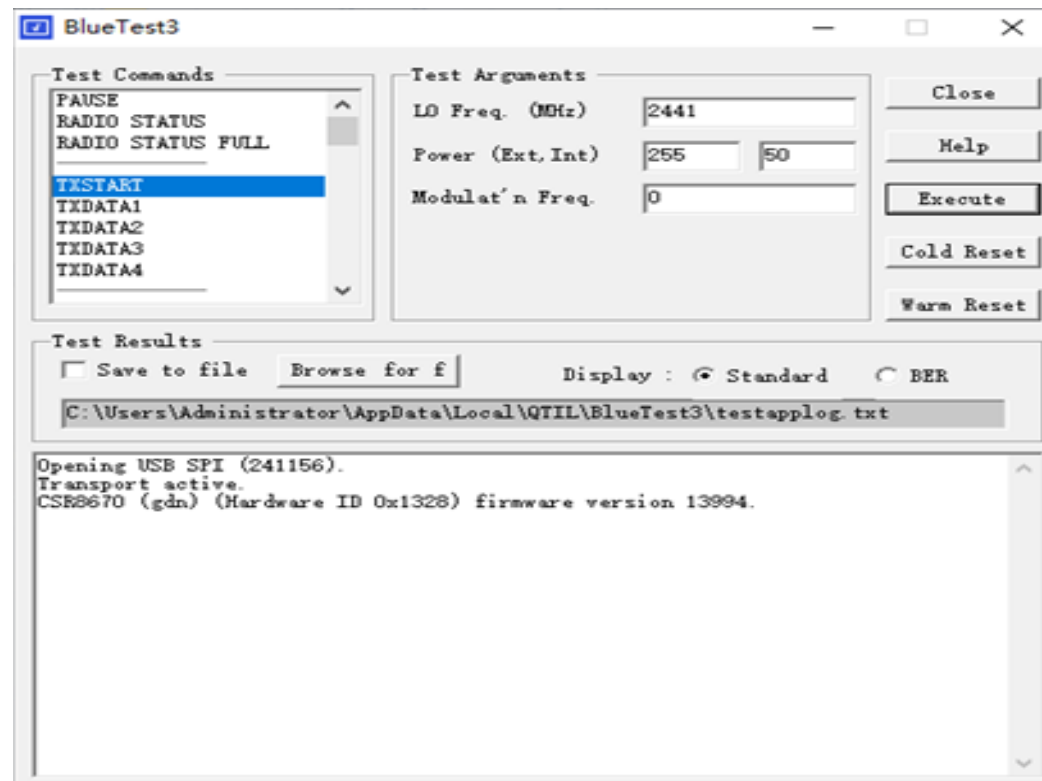 BlueTest3
Test Commands
PAUSE
RADIO STATUS
RADIO STATUS FULL
TXSTART
TXDATA1
TXDATA2
TXDATA3
TXDATA4
Test Arguments
LO Freq. (MHz) 2441
Power (Ext,Int) 255 50
Modulat'n Freq. 0
Close
Help
Execute
Cold Reset
Warm Reset
Test Results
Save to file Browse for f Display : Standard BER
C:\Users\Administrator\AppData\Local\QTIL\BlueTest3\testapplog.txt
Opening USB SPI (241156).
Transport active.
CSR8670 (gdn) (Hardware ID 0x1328) firmware version 13994.